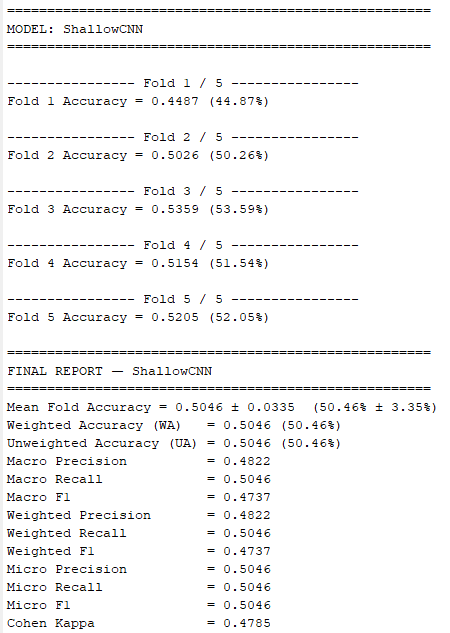 =====================================================
MODEL: ShallowCNN
=====================================================
---------------- Fold 1 / 5 ----------------
Fold 1 Accuracy = 0.4487 (44.87%)
---------------- Fold 2 / 5 ----------------
Fold 2 Accuracy = 0.5026 (50.26%)
---------------- Fold 3 / 5 ----------------
Fold 3 Accuracy = 0.5359 (53.59%)
---------------- Fold 4 / 5 ----------------
Fold 4 Accuracy = 0.5154 (51.54%)
---------------- Fold 5 / 5 ----------------
Fold 5 Accuracy = 0.5205 (52.05%)
=====================================================
FINAL REPORT — ShallowCNN
=====================================================
Mean Fold Accuracy = 0.5046 ± 0.0335  (50.46% ± 3.35%)
Weighted Accuracy (WA)   = 0.5046 (50.46%)
Unweighted Accuracy (UA) = 0.5046 (50.46%)
Macro Precision          = 0.4822
Macro Recall             = 0.5046
Macro F1                 = 0.4737
Weighted Precision       = 0.4822
Weighted Recall          = 0.5046
Weighted F1              = 0.4737
Micro Precision          = 0.5046
Micro Recall             = 0.5046
Micro F1                 = 0.5046
Cohen Kappa              = 0.4785